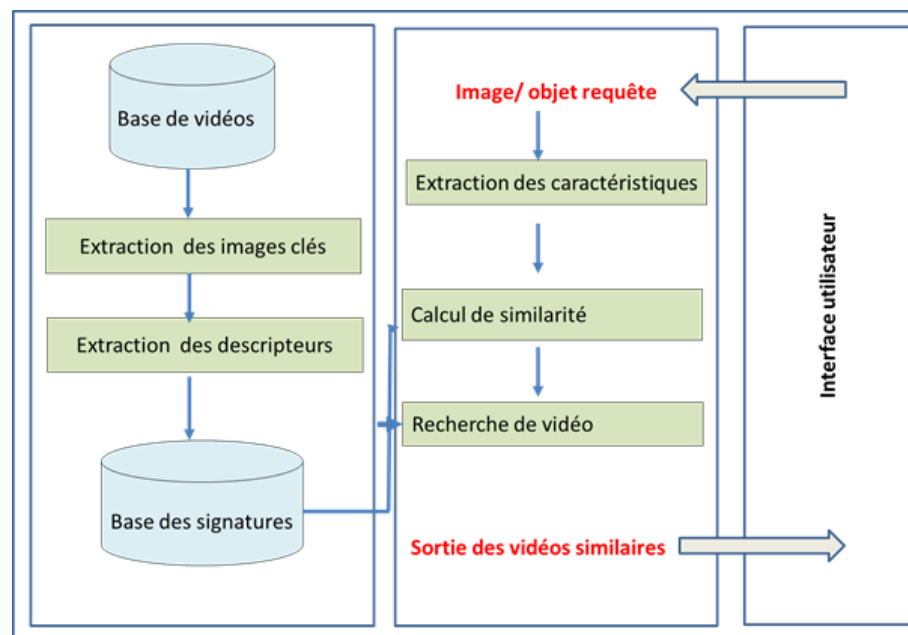 Base de vidéos
Extraction des images clés
Extraction des descripteurs
Base des signatures
Image/ objet requête
Extraction des caractéristiques
Calcul de similarité
Recherche de vidéo
Sortie des vidéos similaires
Interface utilisateur